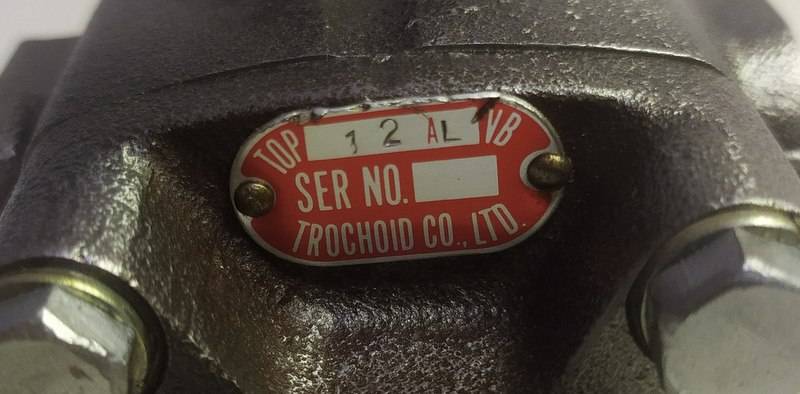 TOP 12 AL VB
SER NO.
TROCHOID CO., LTD.